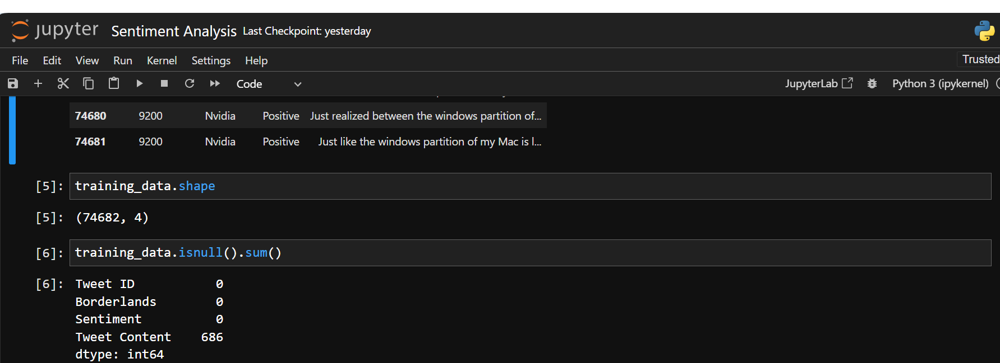 jupyter Sentiment Analysis Last Checkpoint: yesterday
File Edit View Run Kernel Settings Help Trusted
Code JupyterLab Python 3 (ipykernel)
74680 9200 Nvidia Positive Just realized between the windows partition of...
74681 9200 Nvidia Positive Just like the windows partition of my Mac is l...
[5]: training_data.shape
[5]: (74682, 4)
[6]: training_data.isnull().sum()
[6]: Tweet ID 0
Borderlands 0
Sentiment 0
Tweet Content 686
dtype: int64